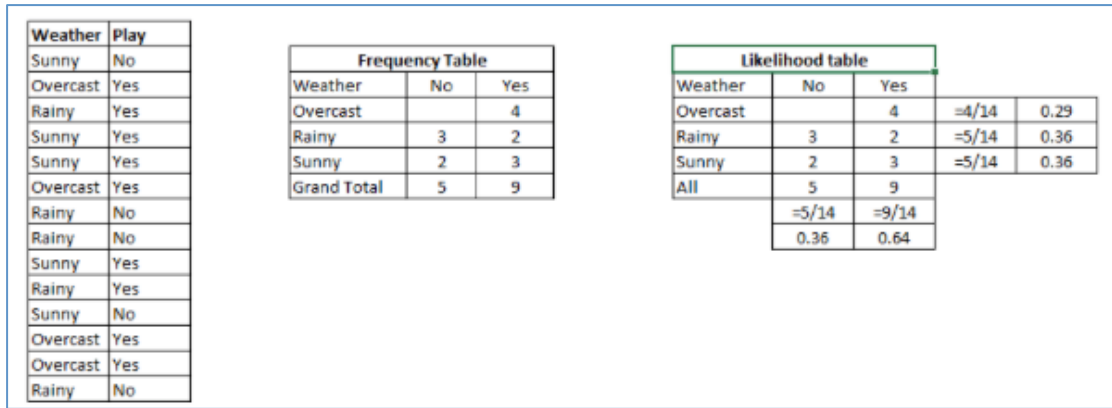 Weather Play
Sunny No
Overcast Yes
Rainy Yes
Sunny Yes
Sunny Yes
Overcast Yes
Rainy No
Rainy No
Sunny Yes
Rainy Yes
Sunny No
Overcast Yes
Overcast Yes
Rainy No
Frequency Table
Weather No Yes
Overcast 4
Rainy 3 2
Sunny 2 3
Grand Total 5 9
Likelihood table
Weather No Yes
Overcast 4 =4/14 0.29
Rainy 3 2 =5/14 0.36
Sunny 2 3 =5/14 0.36
All 5 9
=5/14 =9/14
0.36 0.64